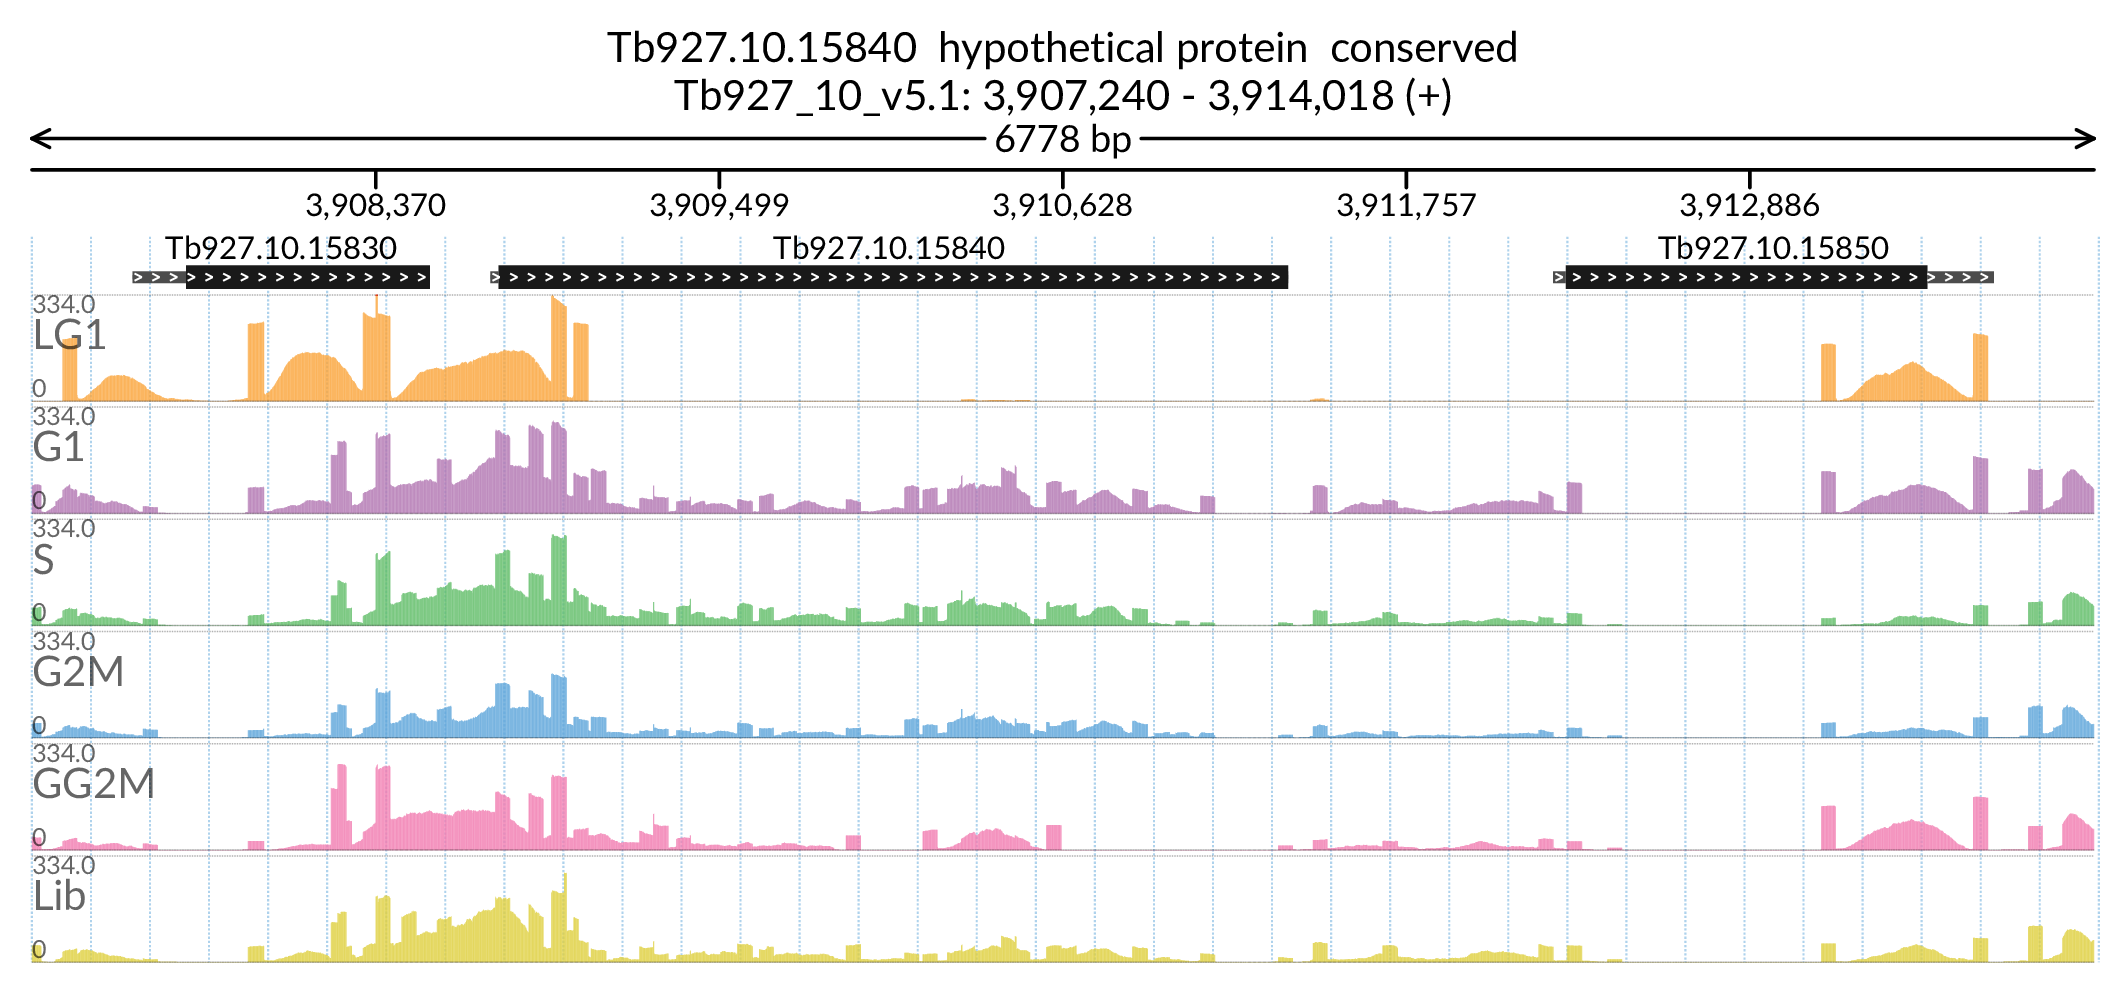 Tb927.10.15840  hypothetical protein  conserved
Tb927_10_v5.1: 3,907,240 - 3,914,018 (+)
6778 bp
3,908,370 3,909,499 3,910,628 3,911,757 3,912,886
Tb927.10.15830 Tb927.10.15840 Tb927.10.15850
334.0
LG1
0
334.0
G1
0
334.0
S
0
334.0
G2M
0
334.0
GG2M
0
334.0
Lib
0